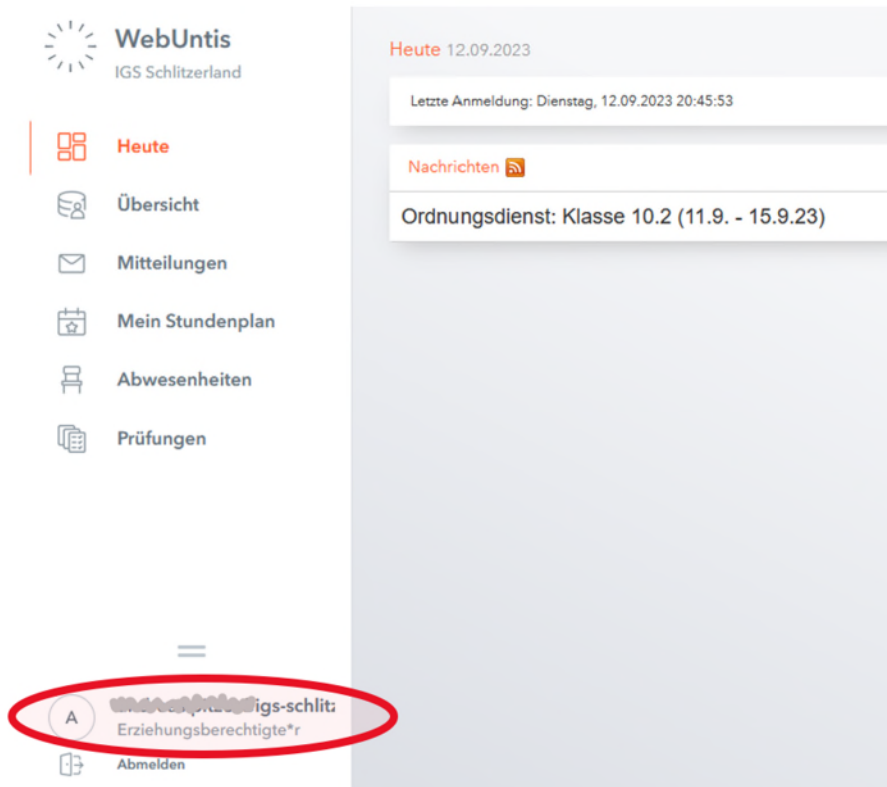 WebUntis
IGS Schlitzerland
Heute
Übersicht
Mitteilungen
Mein Stundenplan
Abwesenheiten
Prüfungen
A
igs-schlitz
Erziehungsberechtigte*r
Abmelden
Heute 12.09.2023
Letzte Anmeldung: Dienstag, 12.09.2023 20:45:53
Nachrichten
Ordnungsdienst: Klasse 10.2 (11.9. - 15.9.23)